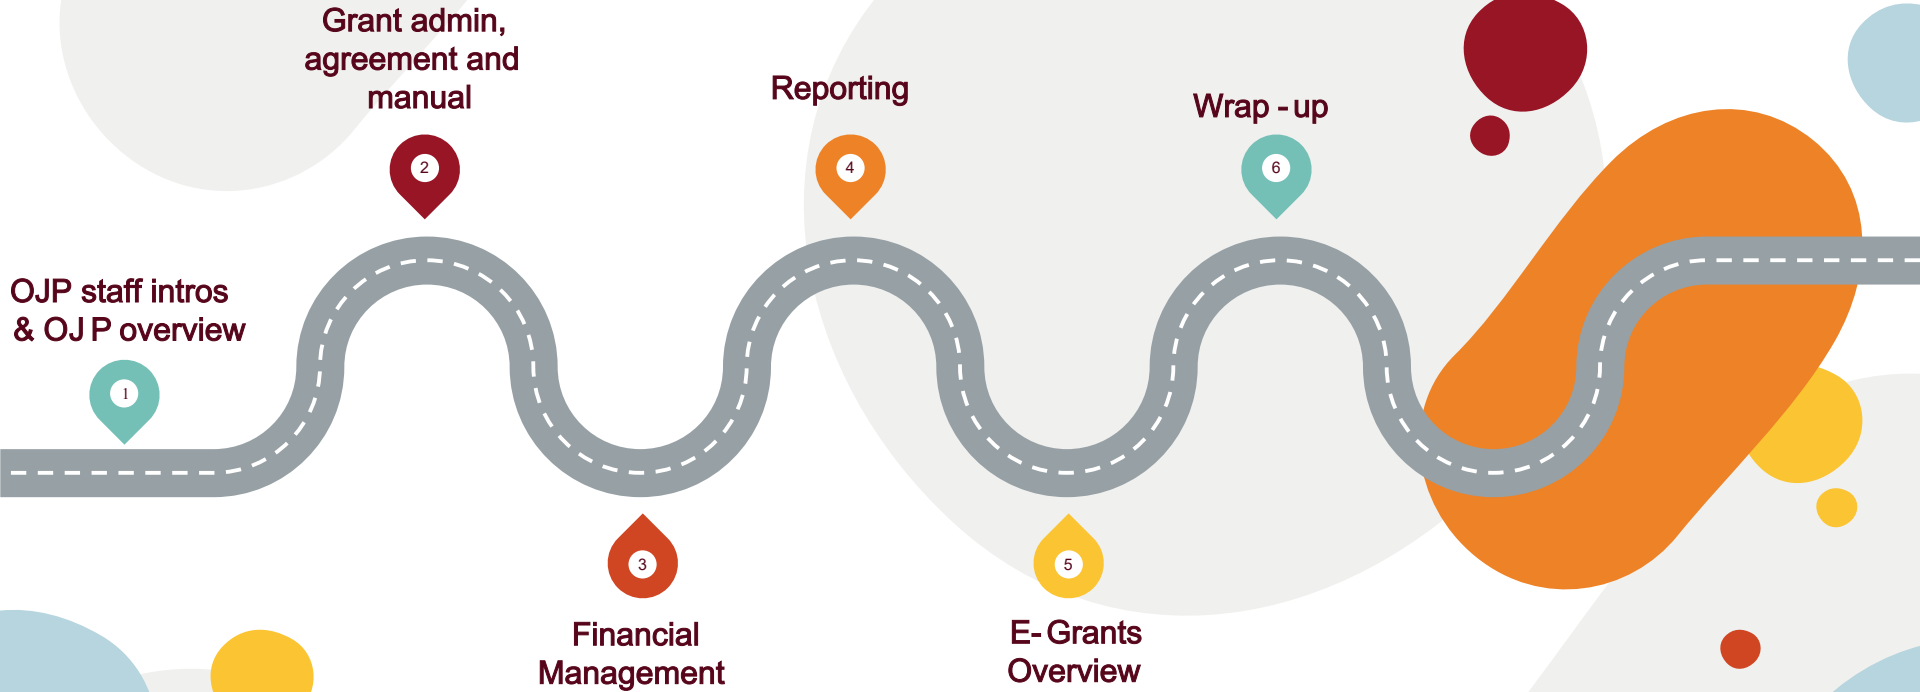 OJP staff intros
& OJP overview
1
Grant admin,
agreement and
manual
2
3
Financial
Management
Reporting
4
5
E-Grants
Overview
Wrap -up
6